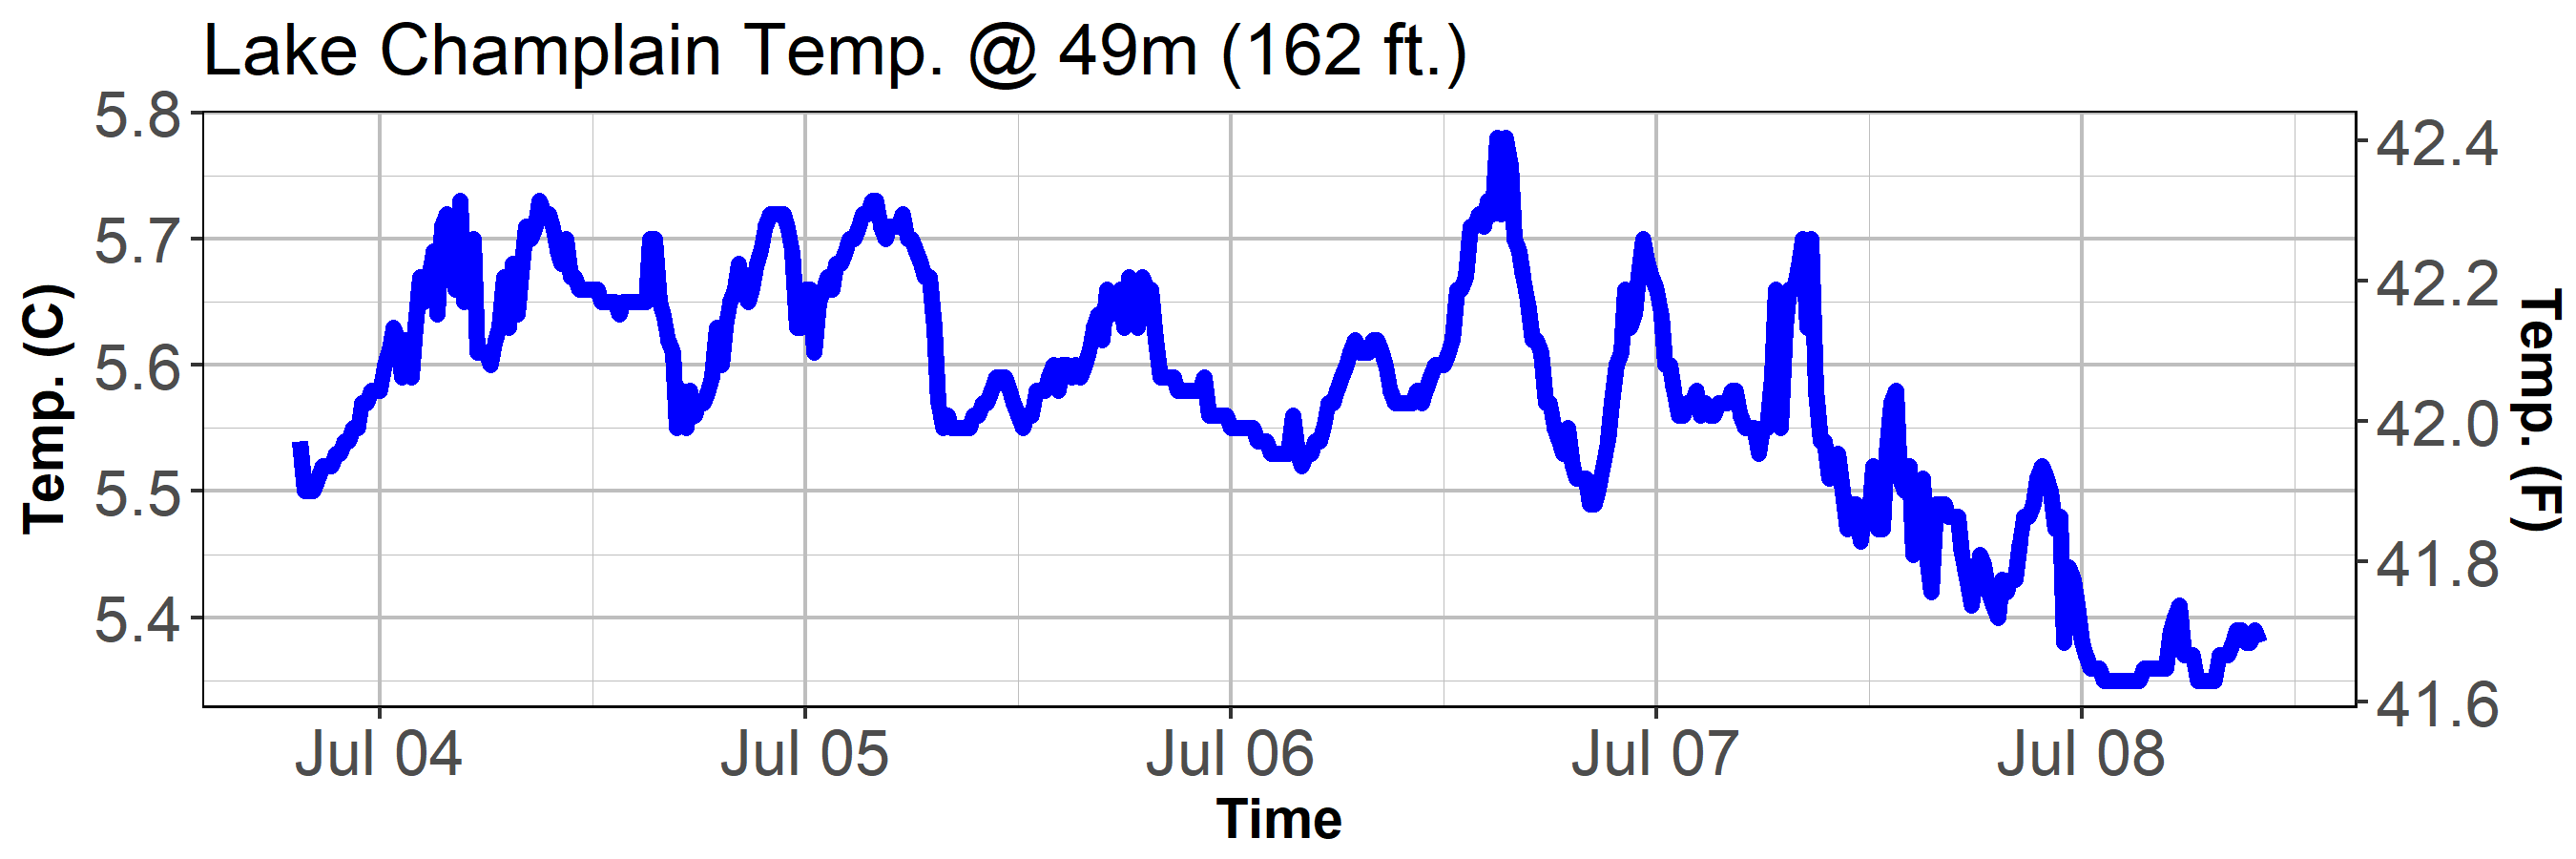 Lake Champlain Temp. @ 49m (162 ft.)
5.8
5.7
5.6
5.5
5.4
Temp. (C)
42.4
42.2
42.0
41.8
41.6
Temp. (F)
Jul 04 Jul 05 Jul 06 Jul 07 Jul 08
Time